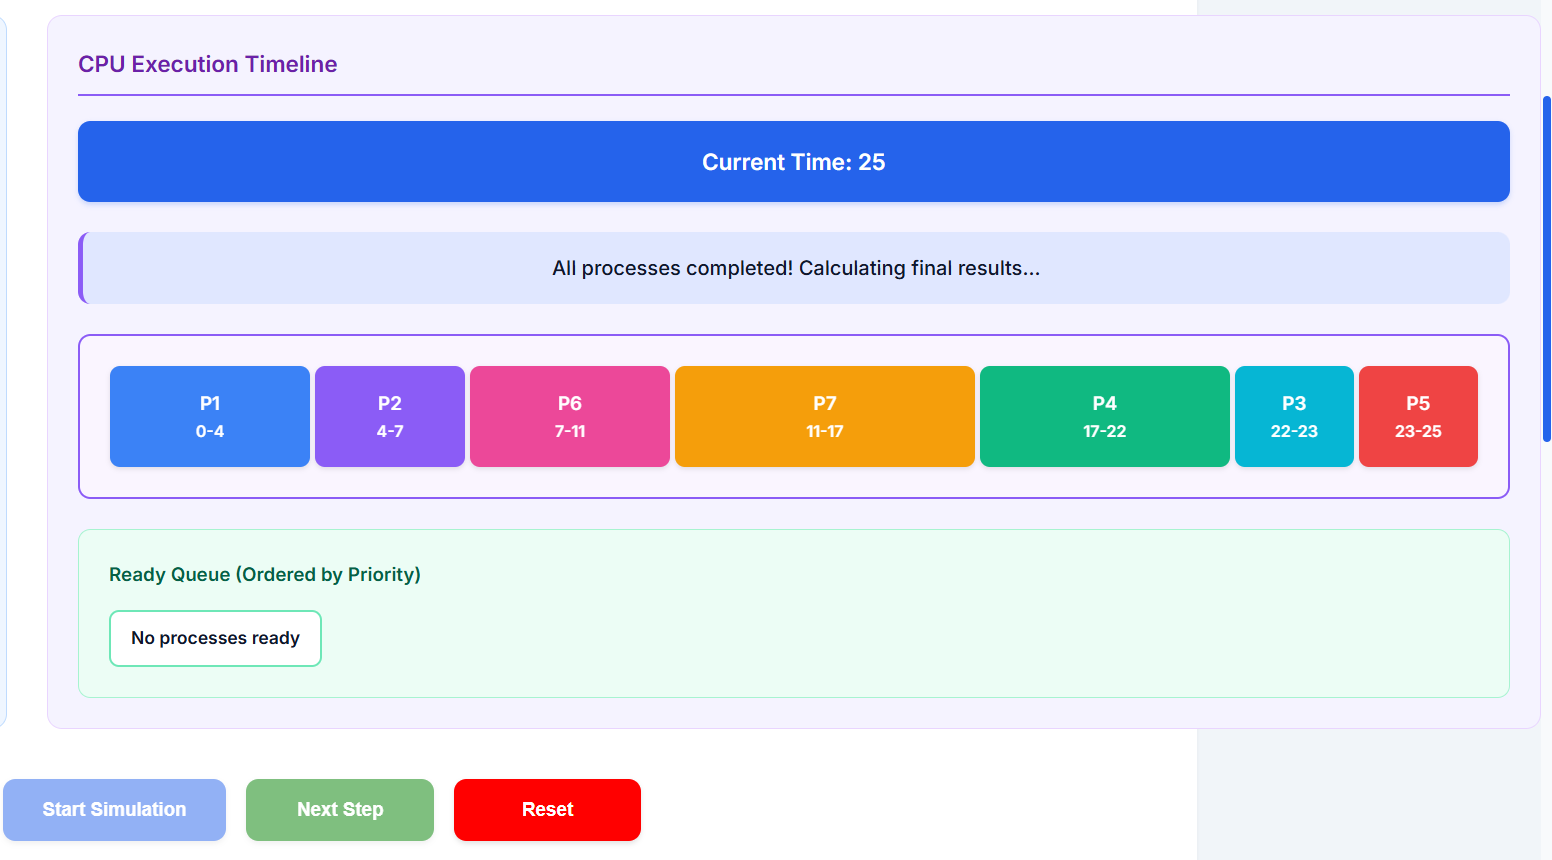 CPU Execution Timeline
Current Time: 25
All processes completed! Calculating final results...
P1
0-4
P2
4-7
P6
7-11
P7
11-17
P4
17-22
P3
22-23
P5
23-25
Ready Queue (Ordered by Priority)
No processes ready
Start Simulation
Next Step
Reset